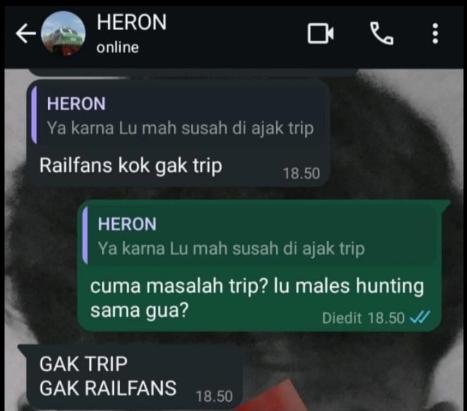 HERON
online
HERON
Ya karna Lu mah susah di ajak trip
Railfans kok gak trip
18.50
HERON
Ya karna Lu mah susah di ajak trip
cuma masalah trip? lu males hunting
sama gua?
Diedit 18.50
GAK TRIP
GAK RAILFANS
18.50